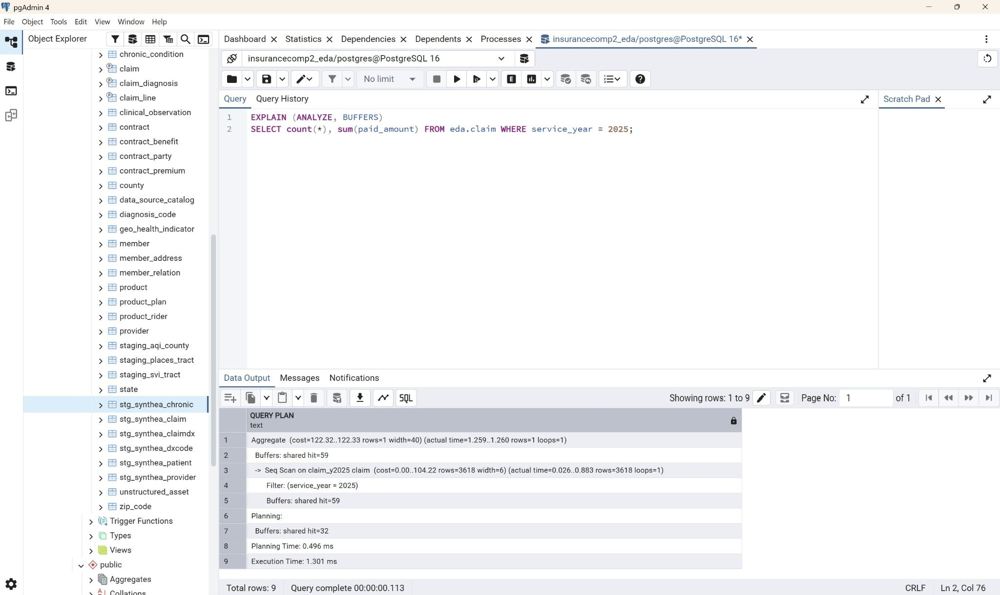 pgAdmin 4
File Object Tools Edit View Window Help
Object Explorer
Dashboard Statistics Dependencies Dependents Processes insurancecomp2_eda/postgres@PostgreSQL 16*
insurancecomp2_eda/postgres@PostgreSQL 16
No limit
E
Query Query History
Scratch Pad
1 EXPLAIN (ANALYZE, BUFFERS)
2 SELECT count(*), sum(paid_amount) FROM eda.claim WHERE service_year = 2025;
chronic_condition
claim
claim_diagnosis
claim_line
clinical_observation
contract
contract_benefit
contract_party
contract_premium
county
data_source_catalog
diagnosis_code
geo_health_indicator
member
member_address
member_relation
product
product_plan
product_rider
provider
staging_aqi_county
staging_places_tract
staging_svi_tract
state
stg_synthea_chronic
stg_synthea_claim
stg_synthea_claimdx
stg_synthea_dxcode
stg_synthea_patient
stg_synthea_provider
unstructured_asset
zip_code
Trigger Functions
Types
Views
public
Aggregates
Collations
Data Output Messages Notifications
SQL
Showing rows: 1 to 9
Page No: 1 of 1
QUERY PLAN
text
1 Aggregate (cost=122.32..122.33 rows=1 width=40) (actual time=1.259..1.260 rows=1 loops=1)
2 Buffers: shared hit=59
3 -> Seq Scan on claim_y2025 claim (cost=0.00..104.22 rows=3618 width=6) (actual time=0.026..0.883 rows=3618 loops=1)
4 Filter: (service_year = 2025)
5 Buffers: shared hit=59
6 Planning:
7 Buffers: shared hit=32
8 Planning Time: 0.496 ms
9 Execution Time: 1.301 ms
Total rows: 9 Query complete 00:00:00.113
CRLF Ln 2, Col 76